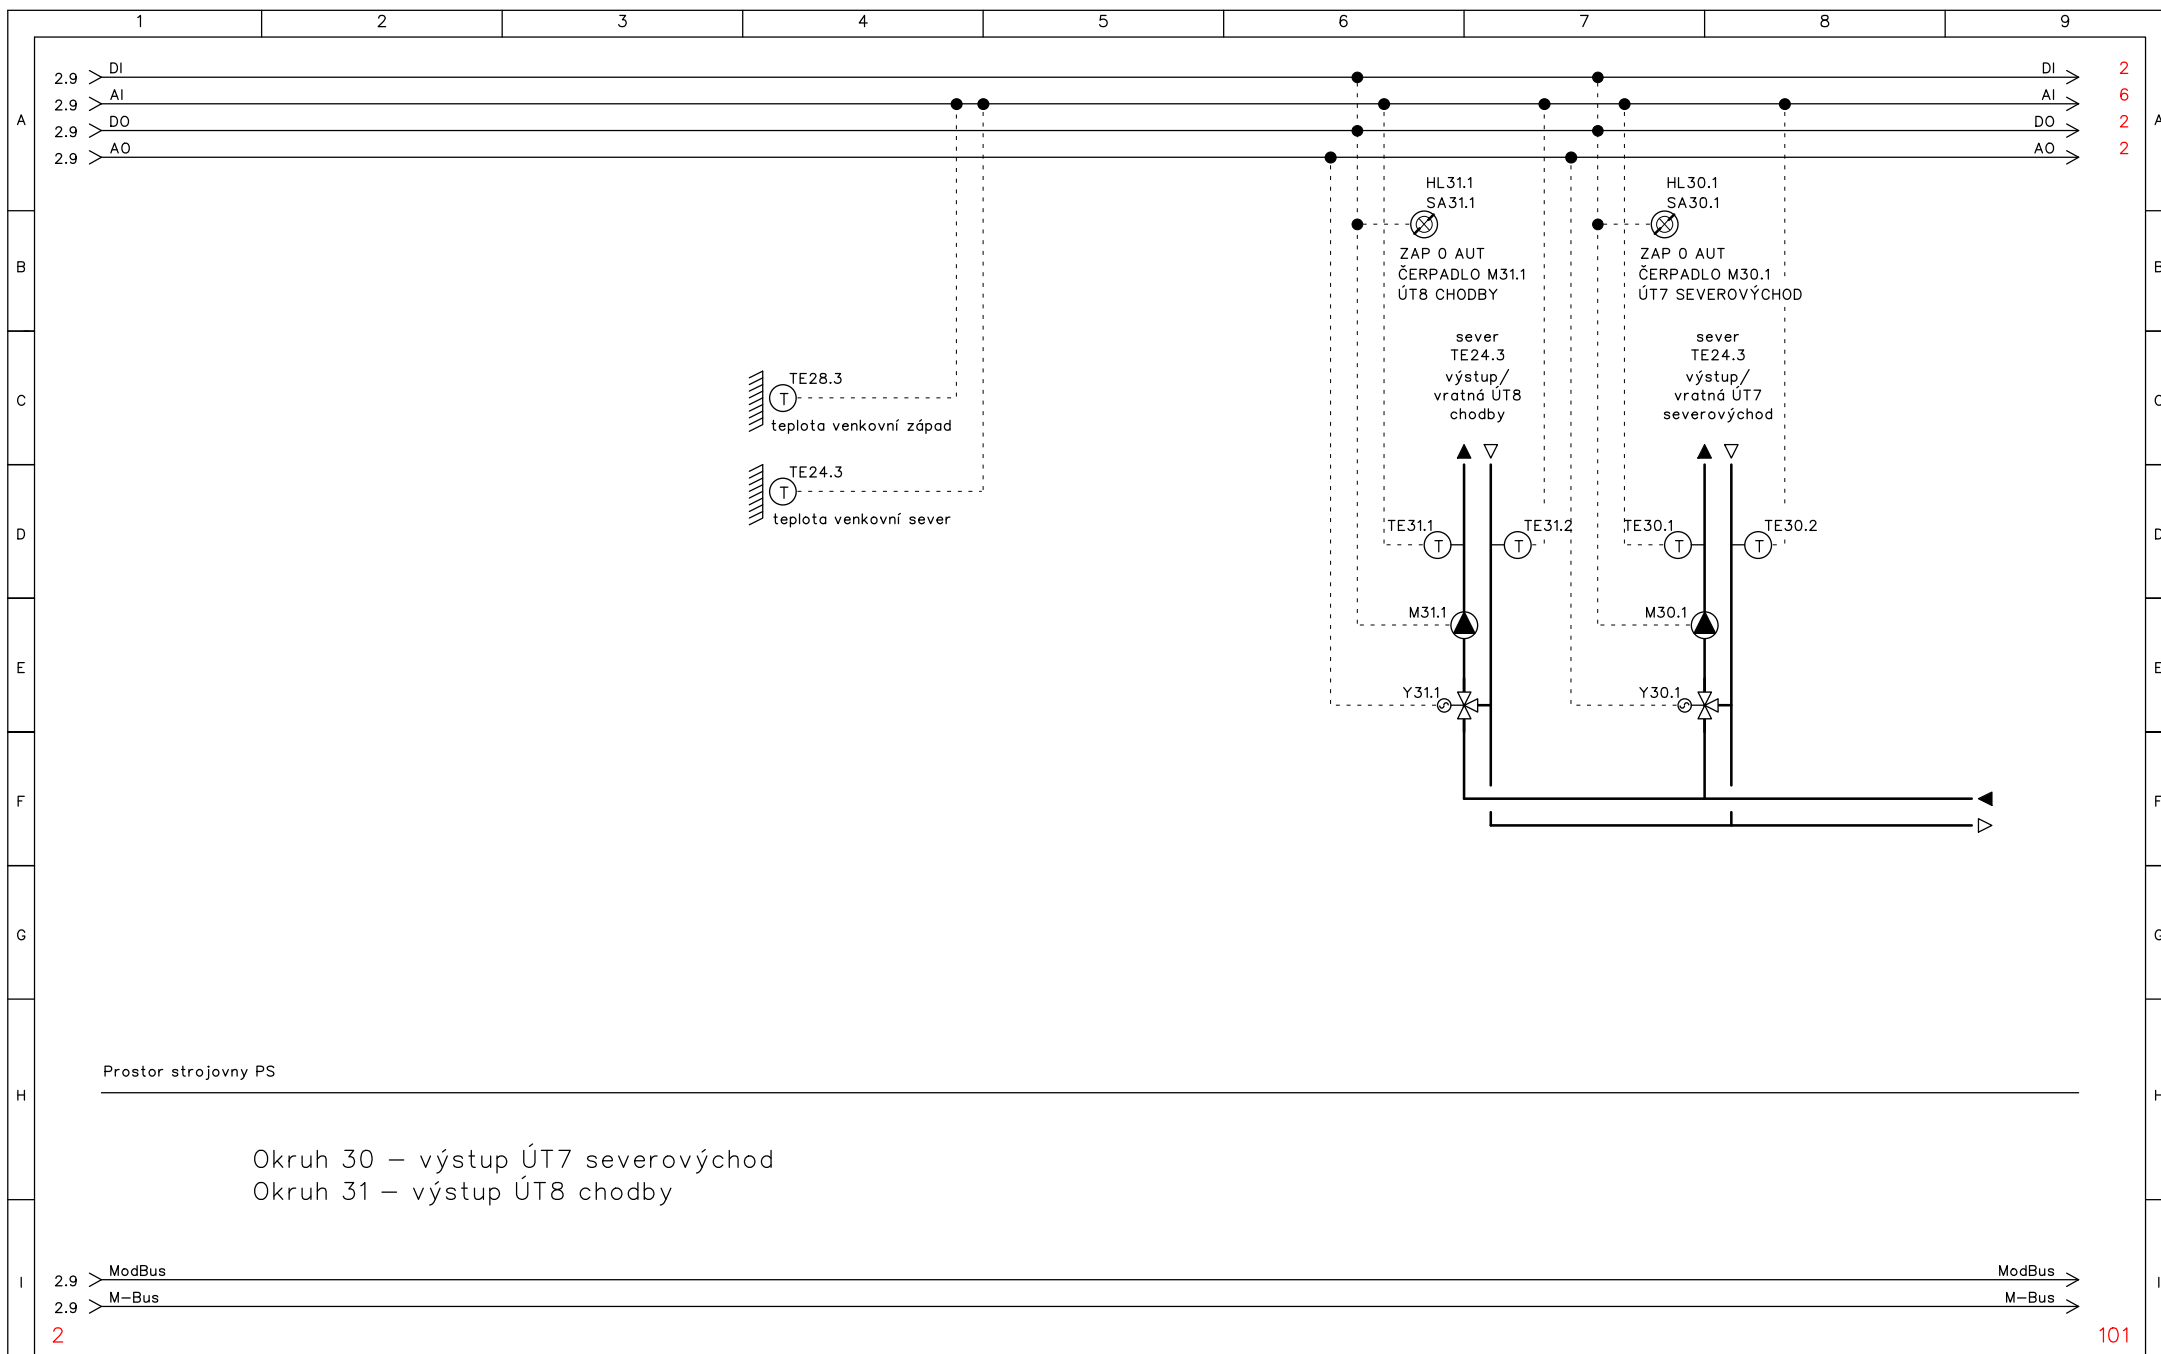 1 2 3 4 5 6 7 8 9
2.9 DI DI 2
2.9 AI AI 6
A A
2.9 DO DO 2
2.9 AO AO 2
HL31.1
SA31.1
ZAP 0 AUT
ČERPADLO M31.1
ÚT8 CHODBY
HL30.1
SA30.1
ZAP 0 AUT
ČERPADLO M30.1
ÚT7 SEVEROVÝCHOD
B B
sever
TE24.3
výstup/
vratná ÚT8
chodby
sever
TE24.3
výstup/
vratná ÚT7
severovýchod
C C
TE28.3
T
teplota venkovní západ
TE24.3
T
teplota venkovní sever
D D
TE31.1 TE31.2 TE30.1 TE30.2
T T T T
M31.1 M30.1
E E
Y31.1 Y30.1
F F
G G
Prostor strojovny PS
H H
Okruh 30 – výstup ÚT7 severovýchod
Okruh 31 – výstup ÚT8 chodby
I I
2.9 ModBus ModBus
2.9 M–Bus M–Bus
2 101